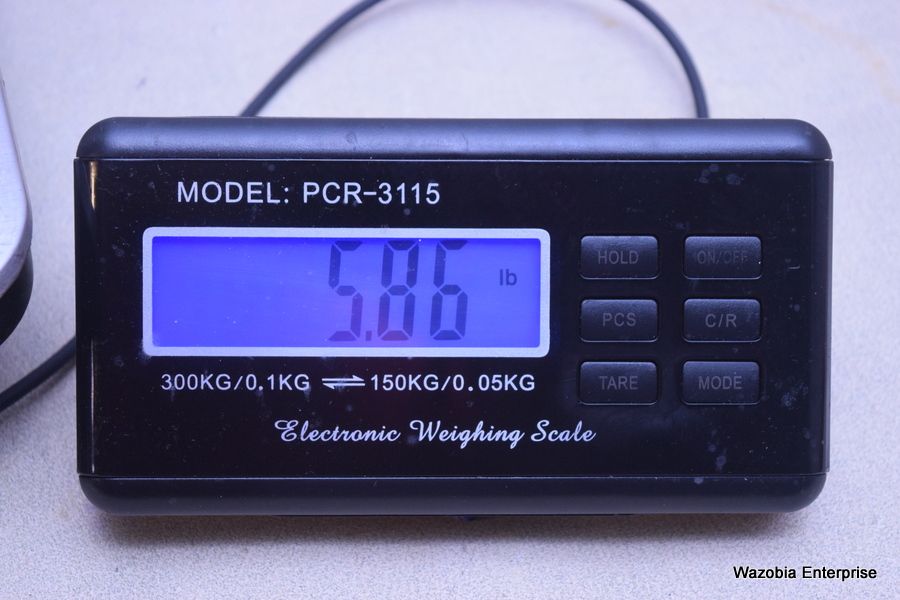 MODEL: PCR-3115
5.86 lb
HOLD ON/OFF
PCS C/R
TARE MODE
300KG/0.1KG ⇌ 150KG/0.05KG
Electronic Weighing Scale
Wazobia Enterprise